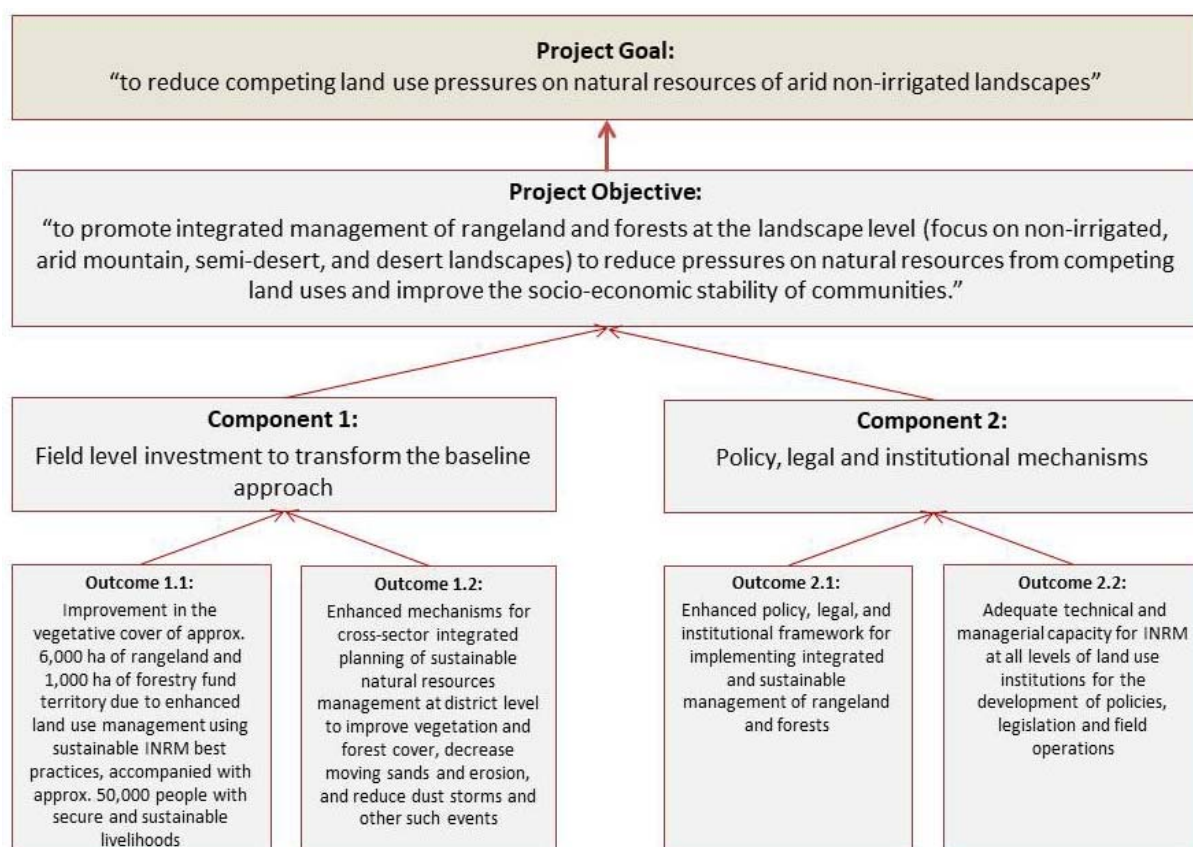 Project Goal:
“to reduce competing land use pressures on natural resources of arid non-irrigated landscapes”
Project Objective:
“to promote integrated management of rangeland and forests at the landscape level (focus on non-irrigated,
arid mountain, semi-desert, and desert landscapes) to reduce pressures on natural resources from competing
land uses and improve the socio-economic stability of communities.”
Component 1:
Field level investment to transform the baseline
approach
Component 2:
Policy, legal and institutional mechanisms
Outcome 1.1:
Improvement in the
vegetative cover of approx.
6,000 ha of rangeland and
1,000 ha of forestry fund
territory due to enhanced
land use management using
sustainable INRM best
practices, accompanied with
approx. 50,000 people with
secure and sustainable
livelihoods
Outcome 1.2:
Enhanced mechanisms for
cross-sector integrated
planning of sustainable
natural resources
management at district level
to improve vegetation and
forest cover, decrease
moving sands and erosion,
and reduce dust storms and
other such events
Outcome 2.1:
Enhanced policy, legal, and
institutional framework for
implementing integrated
and sustainable
management of rangeland
and forests
Outcome 2.2:
Adequate technical and
managerial capacity for INRM
at all levels of land use
institutions for the
development of policies,
legislation and field
operations